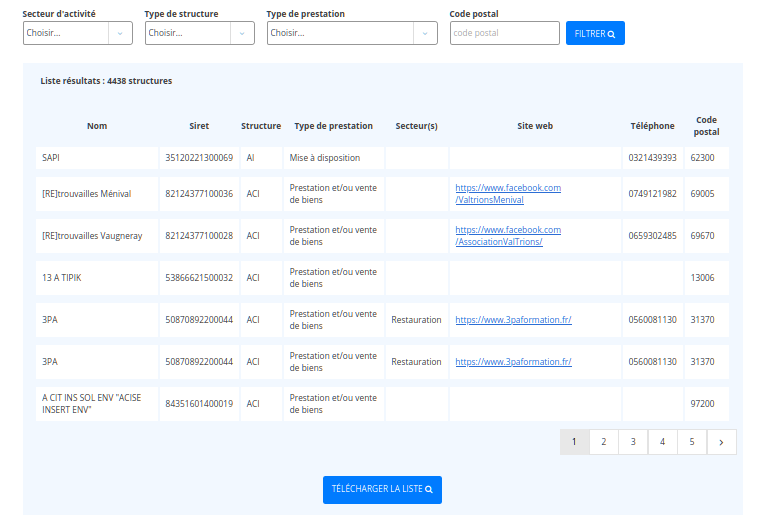 Secteur d'activité Type de structure Type de prestation Code postal
Choisir... Choisir... Choisir... code postal FILTRER
Liste résultats : 4438 structures
Nom Siret Structure Type de prestation Secteur(s) Site web Téléphone Code postal
SAPI 35120221300069 AI Mise à disposition 0321439393 62300
[RE]trouvailles Ménival 82124377100036 ACI Prestation et/ou vente de biens https://www.facebook.com/ValtrionsMenival 0749121982 69005
[RE]trouvailles Vaugneray 82124377100028 ACI Prestation et/ou vente de biens https://www.facebook.com/AssociationValTrions/ 0659302485 69670
13 A TIPIK 53866621500032 ACI Prestation et/ou vente de biens 13006
3PA 50870892200044 ACI Prestation et/ou vente de biens Restauration https://www.3paformation.fr/ 0560081130 31370
3PA 50870892200044 ACI Prestation et/ou vente de biens Restauration https://www.3paformation.fr/ 0560081130 31370
A CIT INS SOL ENV "ACISE INSERT ENV" 84351601400019 ACI Prestation et/ou vente de biens 97200
1 2 3 4 5 ›
TÉLÉCHARGER LA LISTE